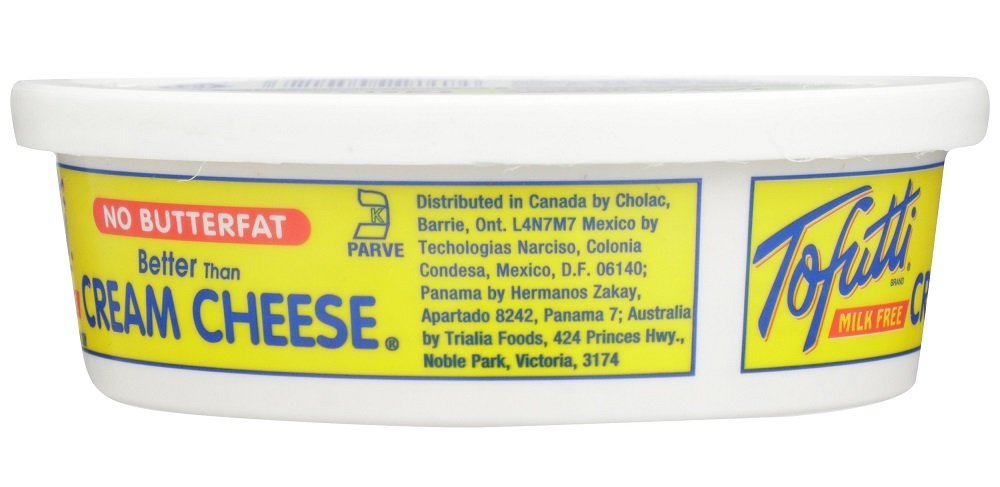 NO BUTTERFAT
Better Than
CREAM CHEESE®
K
PARVE
Distributed in Canada by Cholac,
Barrie, Ont. L4N7M7 Mexico by
Techologias Narciso, Colonia
Condesa, Mexico, D.F. 06140;
Panama by Hermanos Zakay,
Apartado 8242, Panama 7; Australia
by Trialia Foods, 424 Princes Hwy.,
Noble Park, Victoria, 3174
Tofutti®
BRAND
MILK FREE
CR